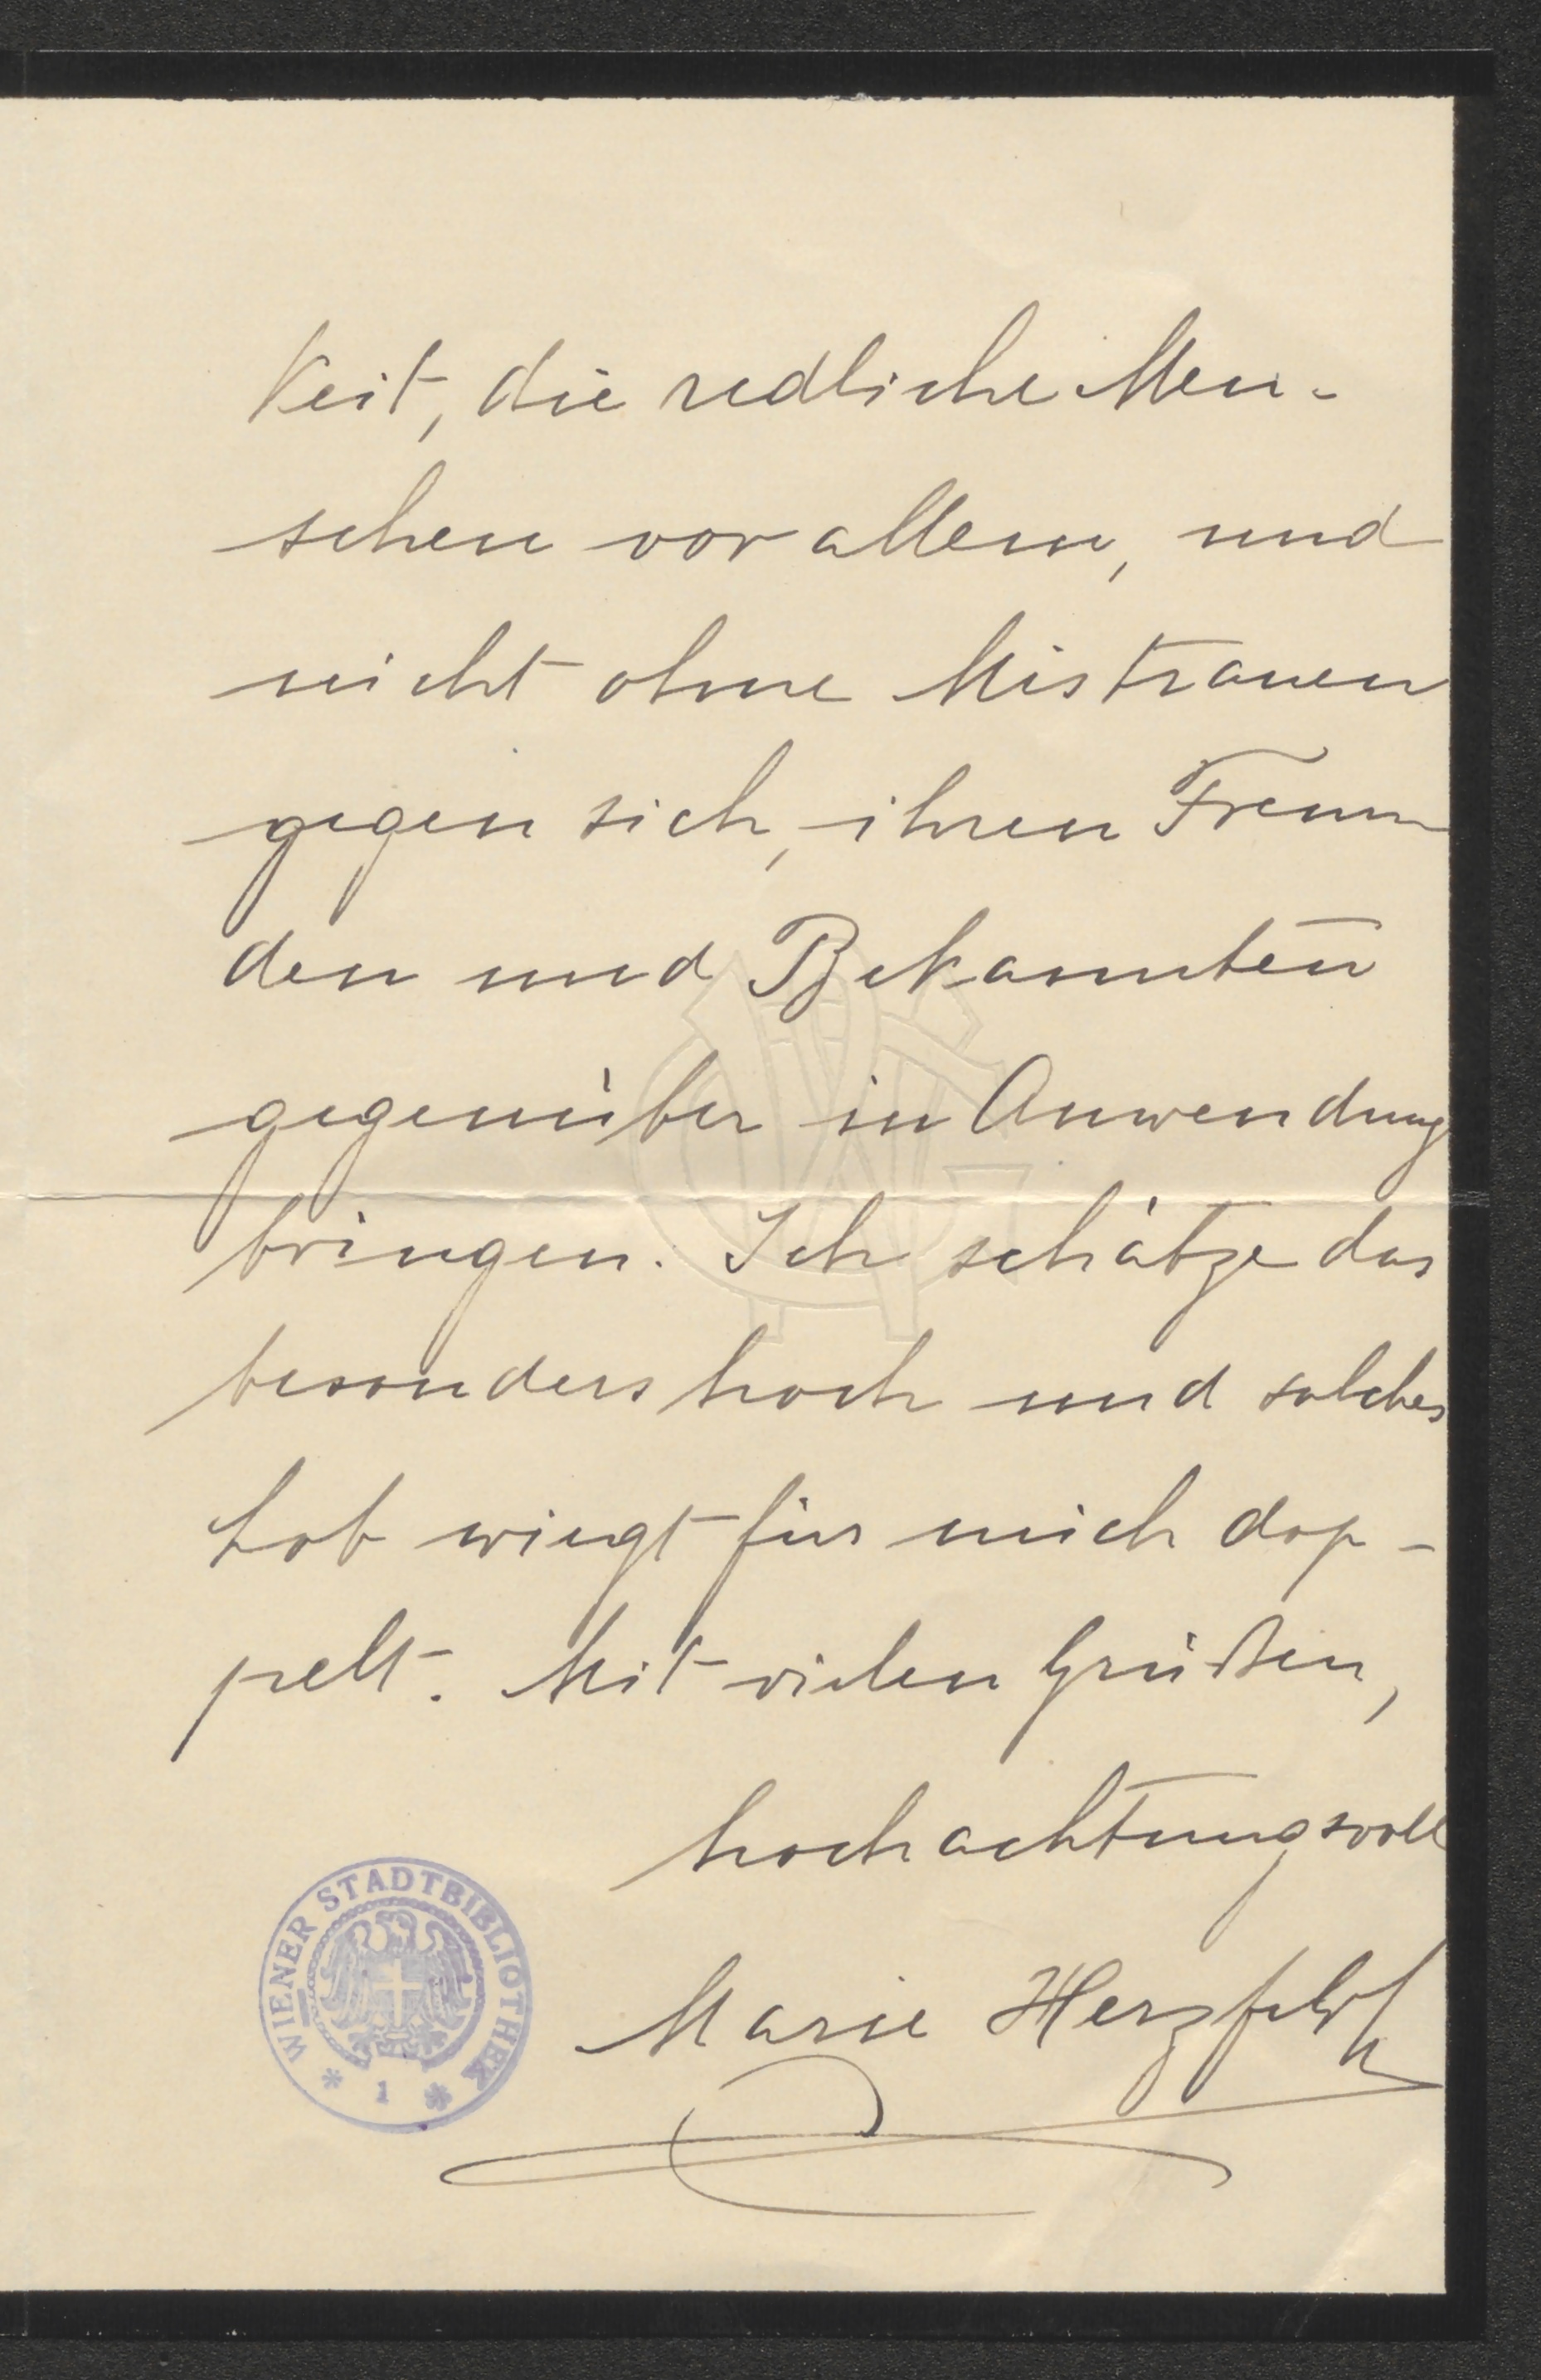 keit, die redliche Men-
schen vor allem, und
nicht ohne Mistrauen
gegen sich, ihren Freun
den und Bekannten
gegenüber in Anwendung
bringen. Ich schätze das
besonders hoch und solches
Lob wiegt für mich dop-
pelt. Mit vielen Grüßen,
hochachtungsvoll
Marie Herzfeld
WIENER STADTBIBLIOTHEK
* 1 *